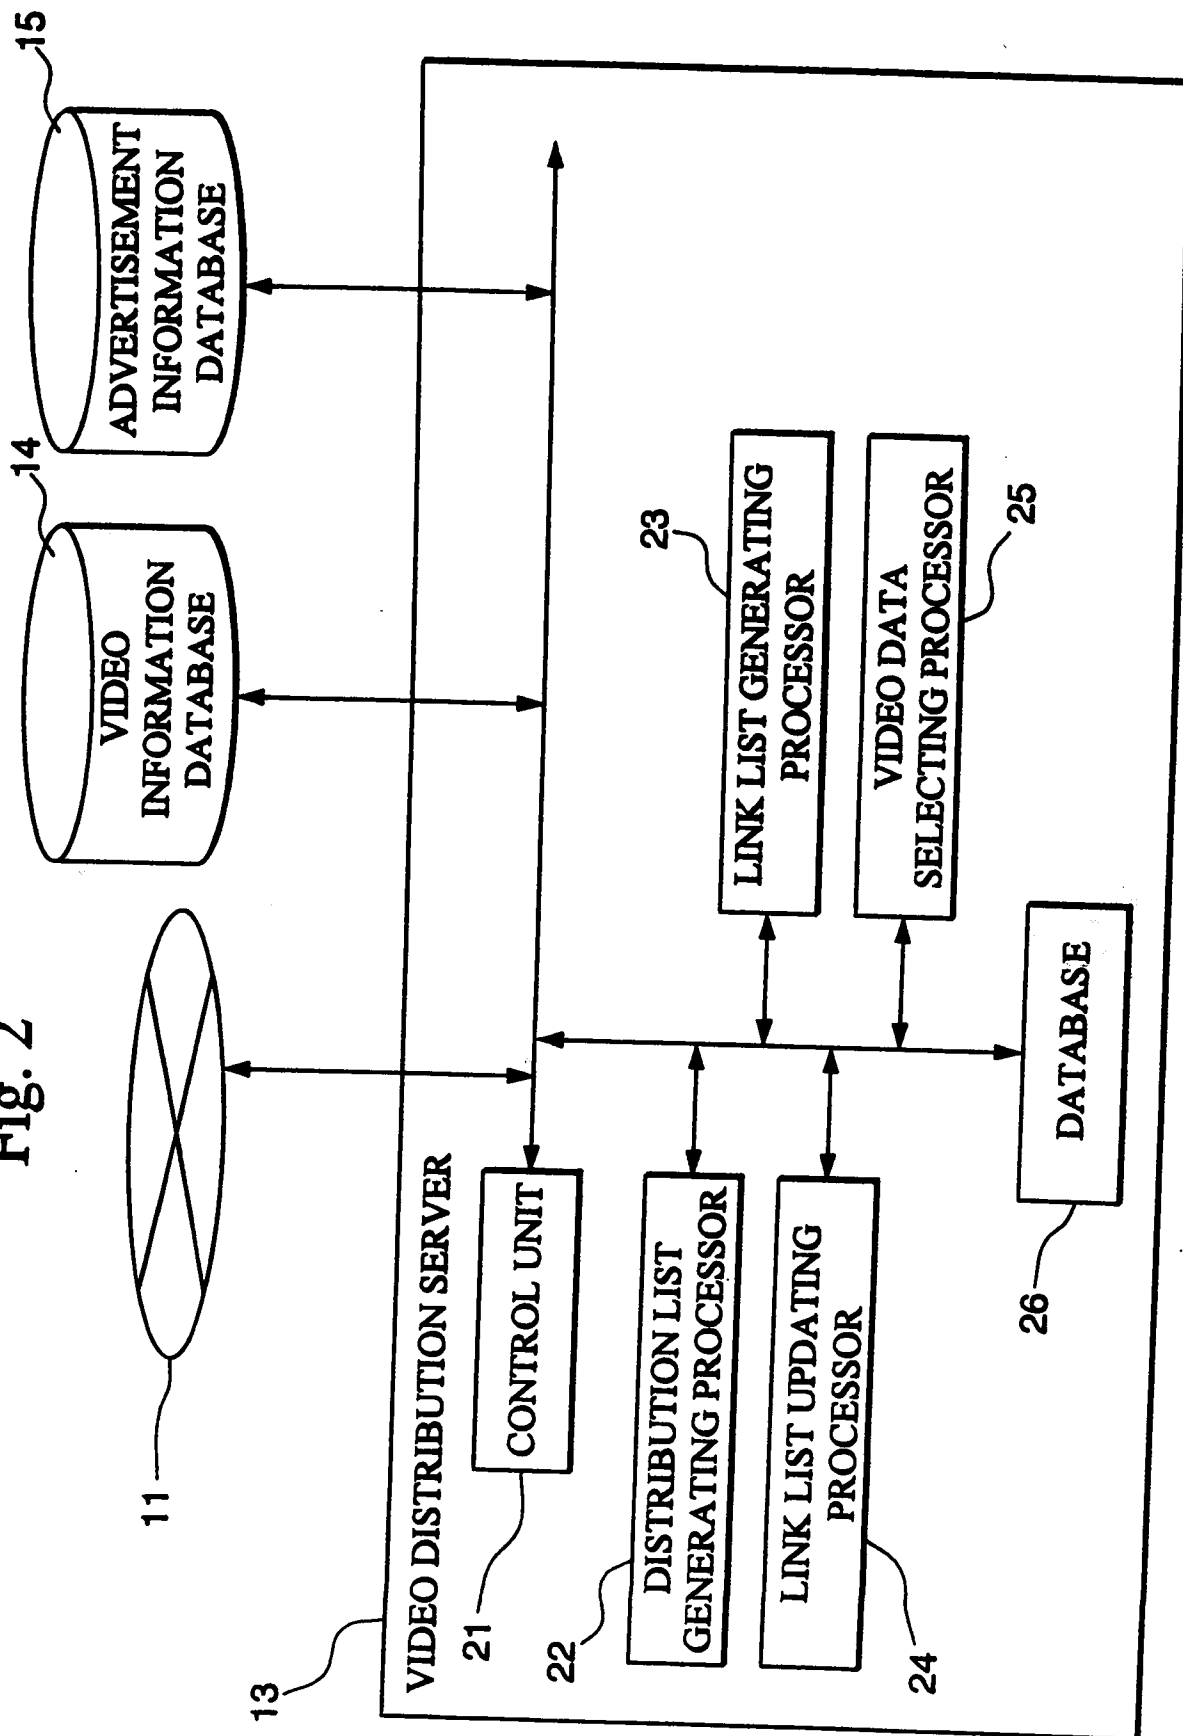 Fig. 2
11
14
VIDEO
INFORMATION
DATABASE
15
ADVERTISEMENT
INFORMATION
DATABASE
13
VIDEO DISTRIBUTION SERVER
CONTROL UNIT
21
22
DISTRIBUTION LIST
GENERATING PROCESSOR
23
LINK LIST GENERATING
PROCESSOR
LINK LIST UPDATING
PROCESSOR
24
VIDEO DATA
SELECTING PROCESSOR
25
DATABASE
26